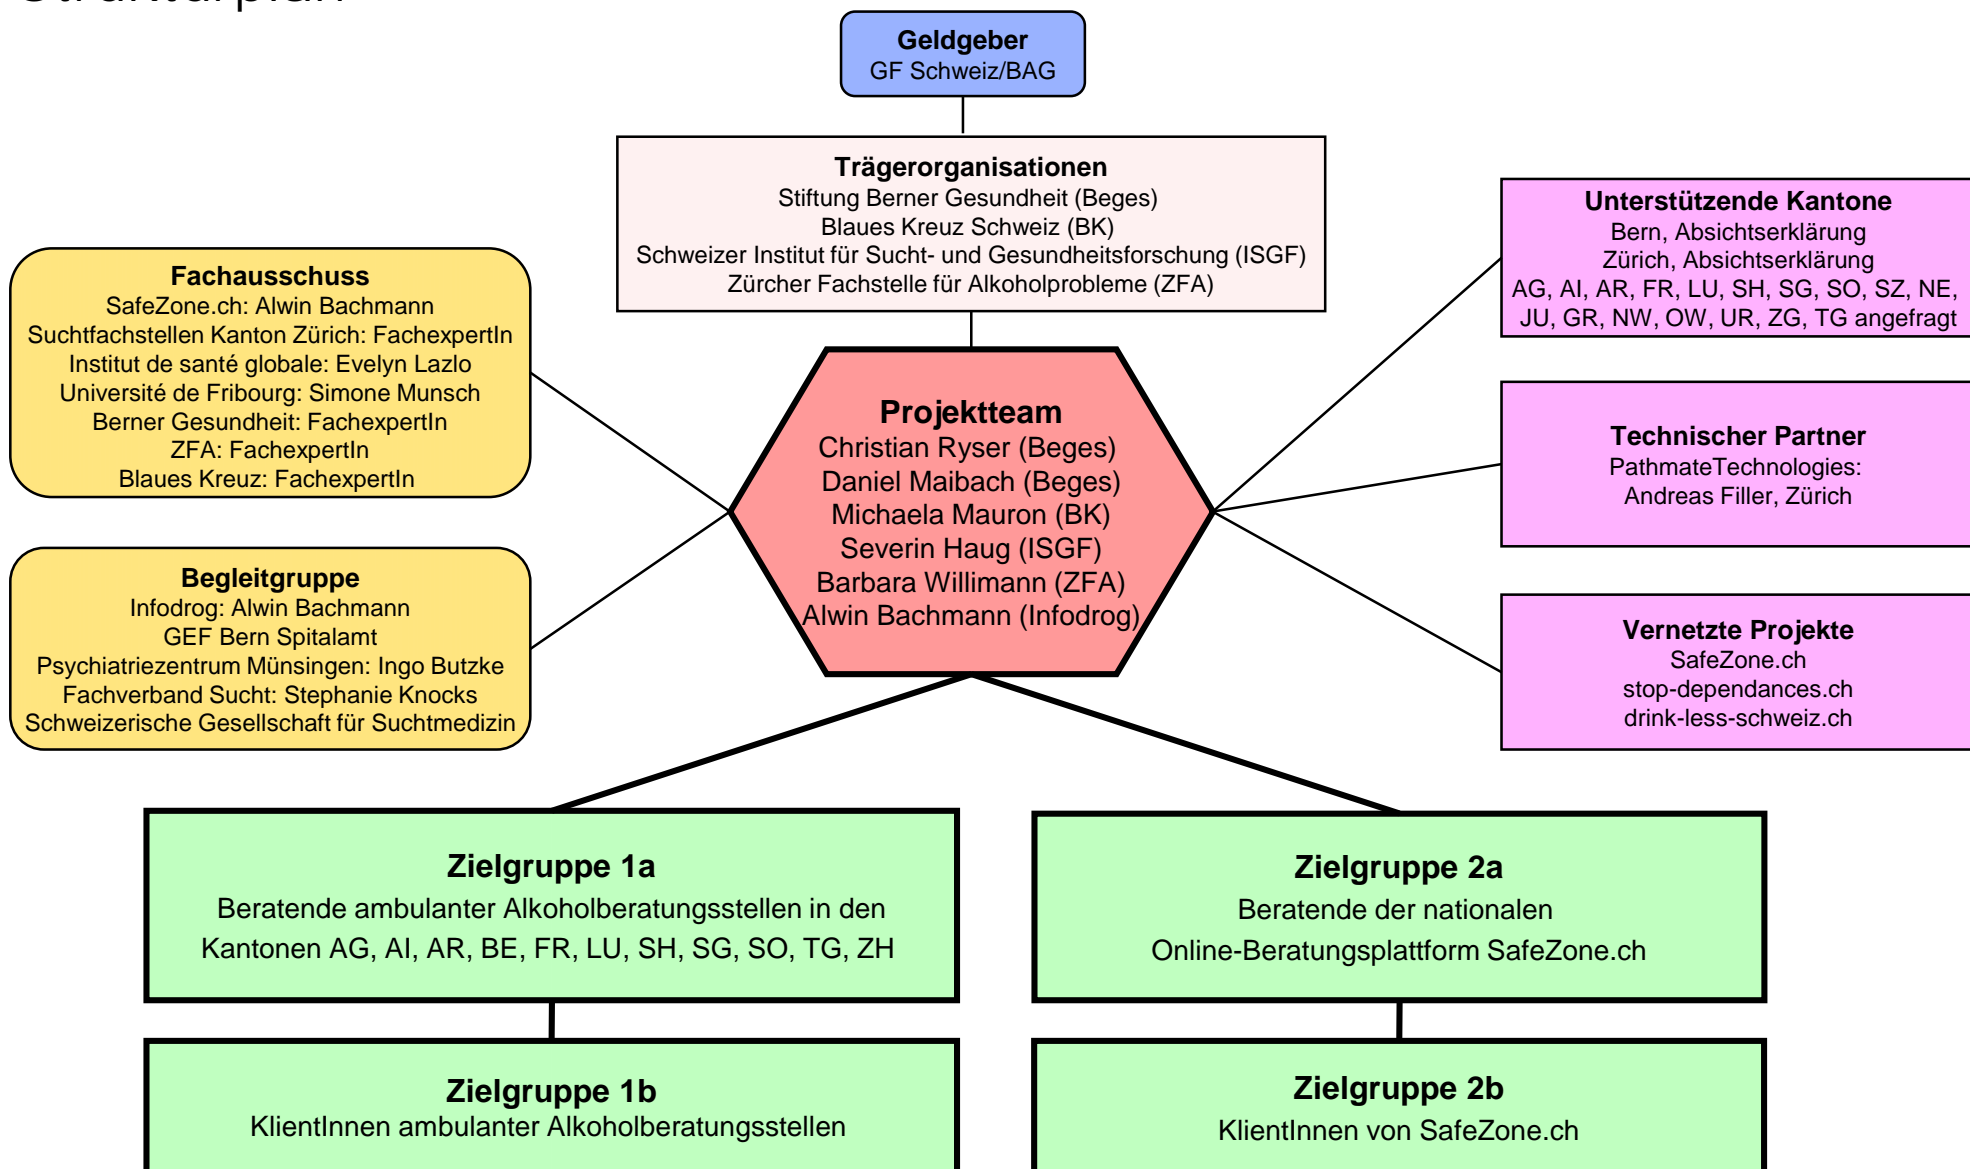 Strukturplan
Geldgeber
GF Schweiz/BAG
Trägerorganisationen
Stiftung Berner Gesundheit (Beges)
Blaues Kreuz Schweiz (BK)
Schweizer Institut für Sucht- und Gesundheitsforschung (ISGF)
Zürcher Fachstelle für Alkoholprobleme (ZFA)
Fachausschuss
SafeZone.ch: Alwin Bachmann
Suchtfachstellen Kanton Zürich: FachexpertIn
Institut de santé globale: Evelyn Lazlo
Université de Fribourg: Simone Munsch
Berner Gesundheit: FachexpertIn
ZFA: FachexpertIn
Blaues Kreuz: FachexpertIn
Begleitgruppe
Infodrog: Alwin Bachmann
GEF Bern Spitalamt
Psychiatriezentrum Münsingen: Ingo Butzke
Fachverband Sucht: Stephanie Knocks
Schweizerische Gesellschaft für Suchtmedizin
Projektteam
Christian Ryser (Beges)
Daniel Maibach (Beges)
Michaela Mauron (BK)
Severin Haug (ISGF)
Barbara Willimann (ZFA)
Alwin Bachmann (Infodrog)
Unterstützende Kantone
Bern, Absichtserklärung
Zürich, Absichtserklärung
AG, AI, AR, FR, LU, SH, SG, SO, SZ, NE,
JU, GR, NW, OW, UR, ZG, TG angefragt
Technischer Partner
PathmateTechnologies:
Andreas Filler, Zürich
Vernetzte Projekte
SafeZone.ch
stop-dependances.ch
drink-less-schweiz.ch
Zielgruppe 1a
Beratende ambulanter Alkoholberatungsstellen in den
Kantonen AG, AI, AR, BE, FR, LU, SH, SG, SO, TG, ZH
Zielgruppe 2a
Beratende der nationalen
Online-Beratungsplattform SafeZone.ch
Zielgruppe 1b
KlientInnen ambulanter Alkoholberatungsstellen
Zielgruppe 2b
KlientInnen von SafeZone.ch